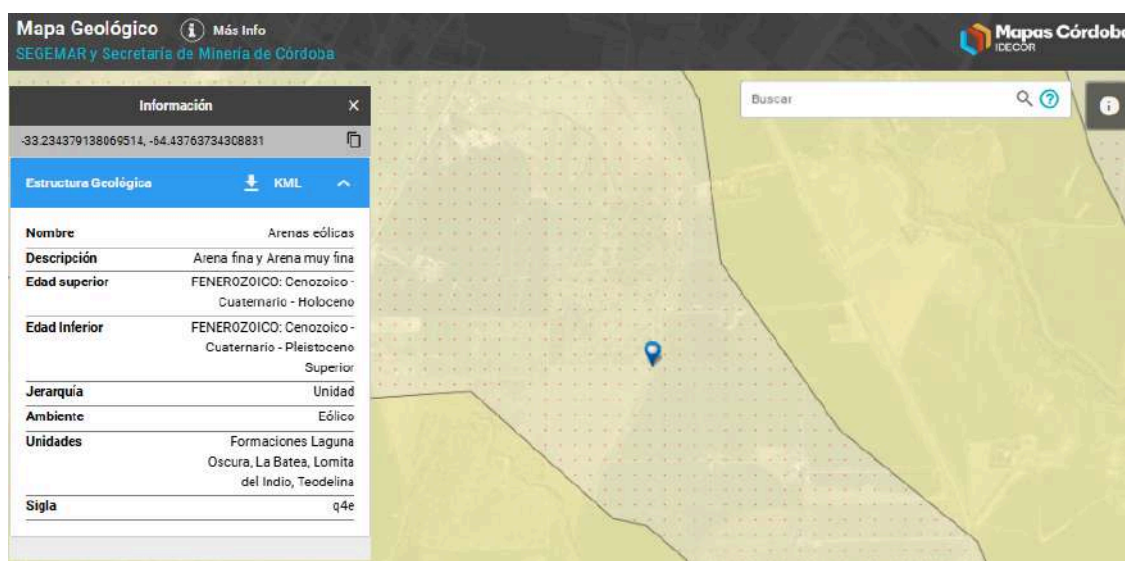 Mapa Geológico
Más Info
SEGEMAR y Secretaría de Minería de Córdoba
Mapas Córdoba
IDECOR
Buscar
Información
-33.234379138069514, -64.43763734308831
Estructura Geológica
KML
Nombre Arenas eólicas
Descripción Arena fina y Arena muy fina
Edad superior FENEROZOICO: Cenozoico -
Cuaternario - Holoceno
Edad Inferior FENEROZOICO: Cenozoico -
Cuaternario - Pleistoceno
Superior
Jerarquía Unidad
Ambiente Eólico
Unidades Formaciones Laguna
Oscura, La Batea, Lomita
del Indio, Teodelina
Sigla q4e